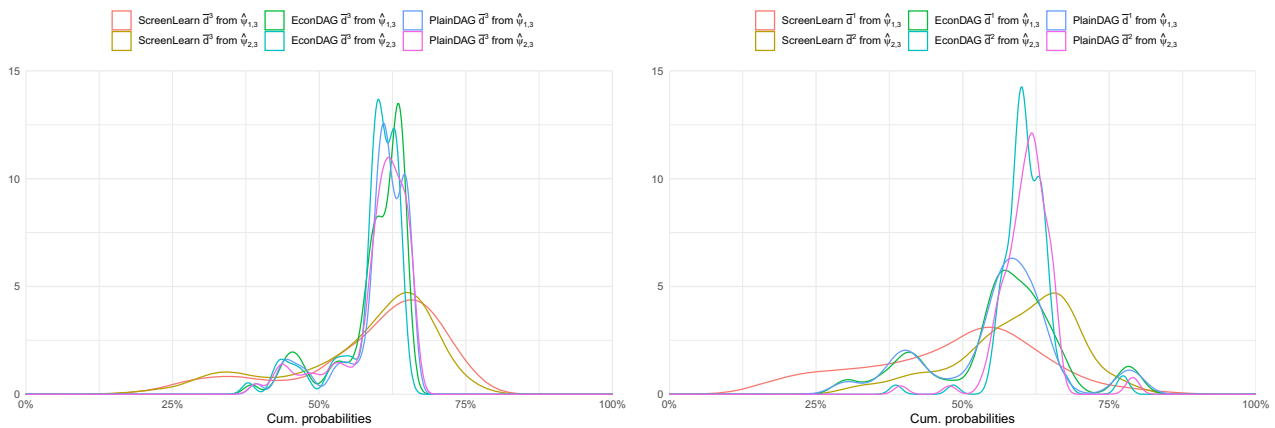 ScreenLearn d̅³ from ψ̂₁,₃ EconDAG d̅³ from ψ̂₁,₃ PlainDAG d̅³ from ψ̂₁,₃
ScreenLearn d̅³ from ψ̂₂,₃ EconDAG d̅³ from ψ̂₂,₃ PlainDAG d̅³ from ψ̂₂,₃
15
10
5
0
0% 25% 50% 75% 100%
Cum. probabilities
ScreenLearn d̅¹ from ψ̂₁,₃ EconDAG d̅¹ from ψ̂₁,₃ PlainDAG d̅¹ from ψ̂₁,₃
ScreenLearn d̅² from ψ̂₂,₃ EconDAG d̅² from ψ̂₂,₃ PlainDAG d̅² from ψ̂₂,₃
15
10
5
0
0% 25% 50% 75% 100%
Cum. probabilities